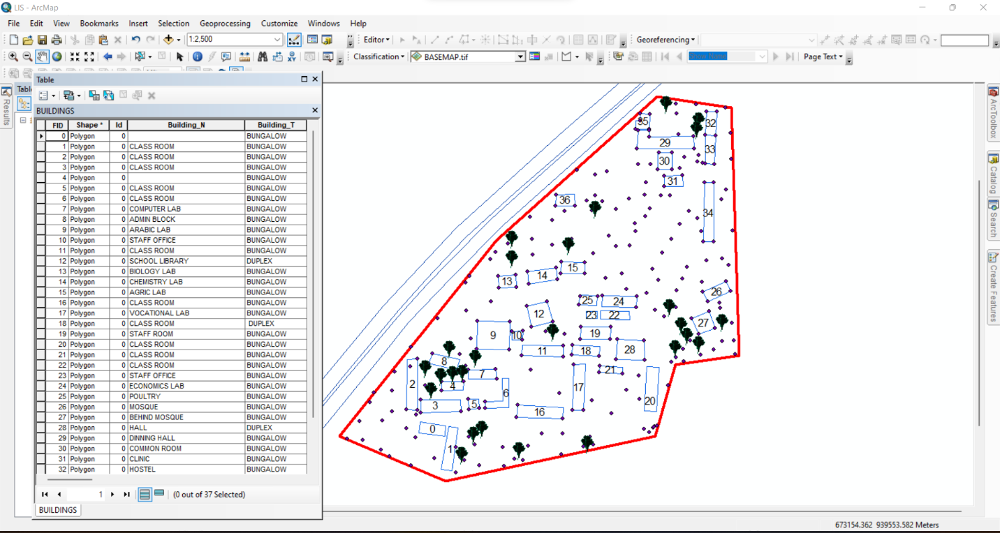 LIS - ArcMap
File Edit View Bookmarks Insert Selection Geoprocessing Customize Windows Help
1:2,500 Editor Georeferencing
Classification BASEMAP.tif Show Name Page Text
Table
BUILDINGS
FID Shape * Id Building_N Building_T
0 Polygon 0 BUNGALOW
1 Polygon 0 CLASS ROOM BUNGALOW
2 Polygon 0 CLASS ROOM BUNGALOW
3 Polygon 0 CLASS ROOM BUNGALOW
4 Polygon 0 BUNGALOW
5 Polygon 0 CLASS ROOM BUNGALOW
6 Polygon 0 CLASS ROOM BUNGALOW
7 Polygon 0 COMPUTER LAB BUNGALOW
8 Polygon 0 ADMIN BLOCK BUNGALOW
9 Polygon 0 ARABIC LAB BUNGALOW
10 Polygon 0 STAFF OFFICE BUNGALOW
11 Polygon 0 CLASS ROOM BUNGALOW
12 Polygon 0 SCHOOL LIBRARY DUPLEX
13 Polygon 0 BIOLOGY LAB BUNGALOW
14 Polygon 0 CHEMISTRY LAB BUNGALOW
15 Polygon 0 AGRIC LAB BUNGALOW
16 Polygon 0 CLASS ROOM BUNGALOW
17 Polygon 0 VOCATIONAL LAB BUNGALOW
18 Polygon 0 CLASS ROOM DUPLEX
19 Polygon 0 STAFF ROOM BUNGALOW
20 Polygon 0 CLASS ROOM BUNGALOW
21 Polygon 0 CLASS ROOM BUNGALOW
22 Polygon 0 CLASS ROOM BUNGALOW
23 Polygon 0 STAFF OFFICE BUNGALOW
24 Polygon 0 ECONOMICS LAB BUNGALOW
25 Polygon 0 POULTRY BUNGALOW
26 Polygon 0 MOSQUE BUNGALOW
27 Polygon 0 BEHIND MOSQUE BUNGALOW
28 Polygon 0 HALL DUPLEX
29 Polygon 0 DINNING HALL BUNGALOW
30 Polygon 0 COMMON ROOM BUNGALOW
31 Polygon 0 CLINIC BUNGALOW
32 Polygon 0 HOSTEL BUNGALOW
1 (0 out of 37 Selected)
BUILDINGS
Results
35
32
29
33
30
31
36
34
15
14
13
26
25
24
12
23
22
27
9
10
19
11
18
28
8
21
7
2
4
17
6
3
5
20
16
0
1
ArcToolbox
Catalog
Search
Create Features
673154.362 939553.582 Meters